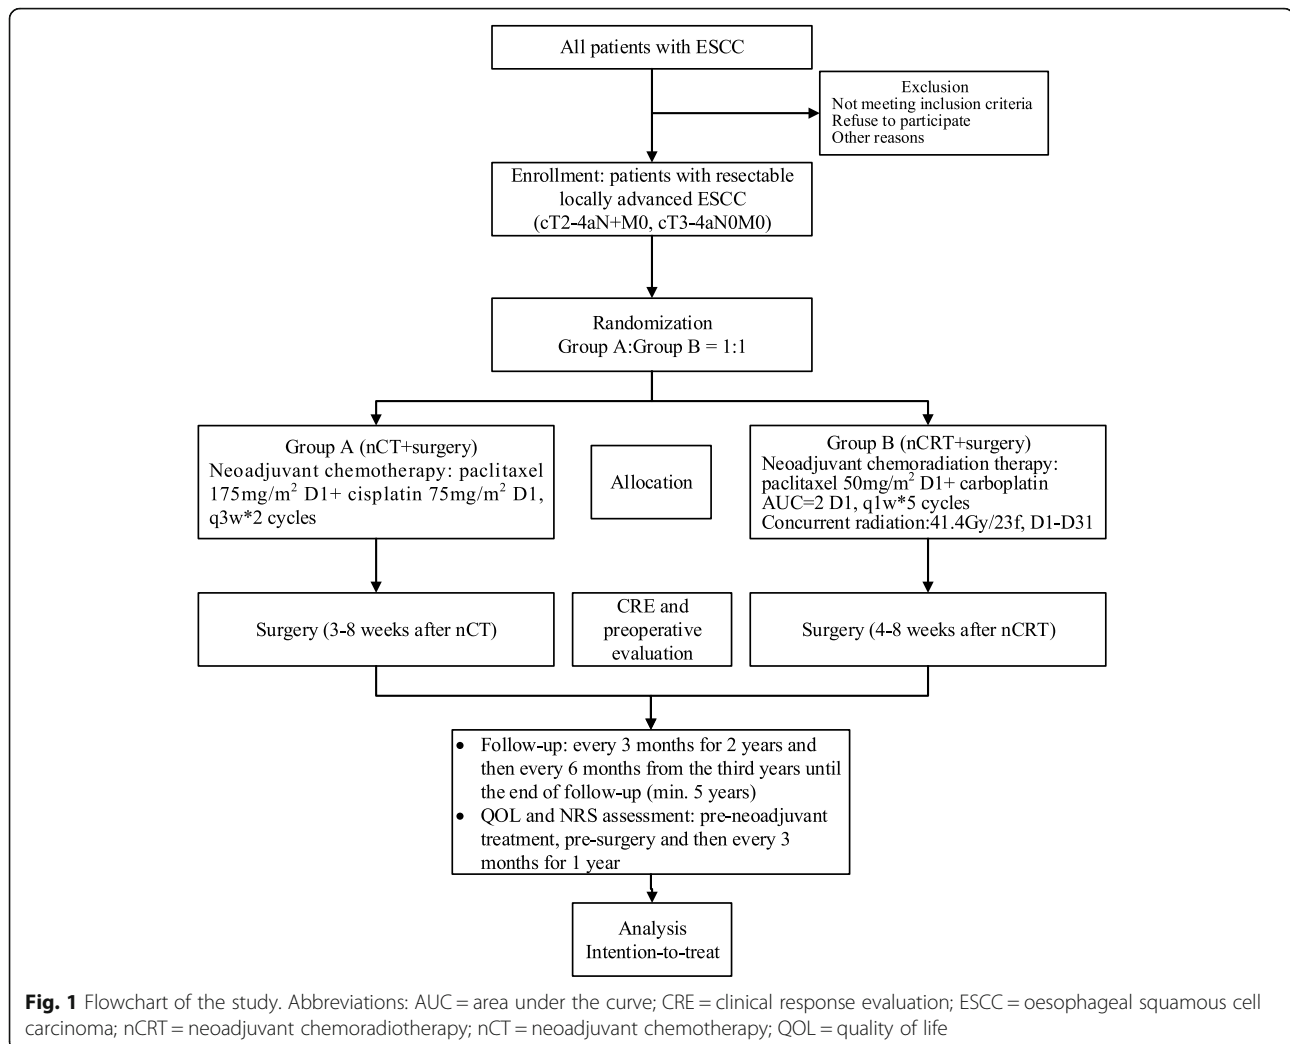 All patients with ESCC
Exclusion
Not meeting inclusion criteria
Refuse to participate
Other reasons
Enrollment: patients with resectable
locally advanced ESCC
(cT2-4aN+M0, cT3-4aN0M0)
Randomization
Group A:Group B = 1:1
Group A (nCT+surgery)
Neoadjuvant chemotherapy: paclitaxel
175mg/m² D1+ cisplatin 75mg/m² D1,
q3w*2 cycles
Allocation
Group B (nCRT+surgery)
Neoadjuvant chemoradiation therapy:
paclitaxel 50mg/m² D1+ carboplatin
AUC=2 D1, q1w*5 cycles
Concurrent radiation:41.4Gy/23f, D1-D31
Surgery (3-8 weeks after nCT)
CRE and
preoperative
evaluation
Surgery (4-8 weeks after nCRT)
• Follow-up: every 3 months for 2 years and
then every 6 months from the third years until
the end of follow-up (min. 5 years)
• QOL and NRS assessment: pre-neoadjuvant
treatment, pre-surgery and then every 3
months for 1 year
Analysis
Intention-to-treat
Fig. 1 Flowchart of the study. Abbreviations: AUC = area under the curve; CRE = clinical response evaluation; ESCC = oesophageal squamous cell
carcinoma; nCRT = neoadjuvant chemoradiotherapy; nCT = neoadjuvant chemotherapy; QOL = quality of life